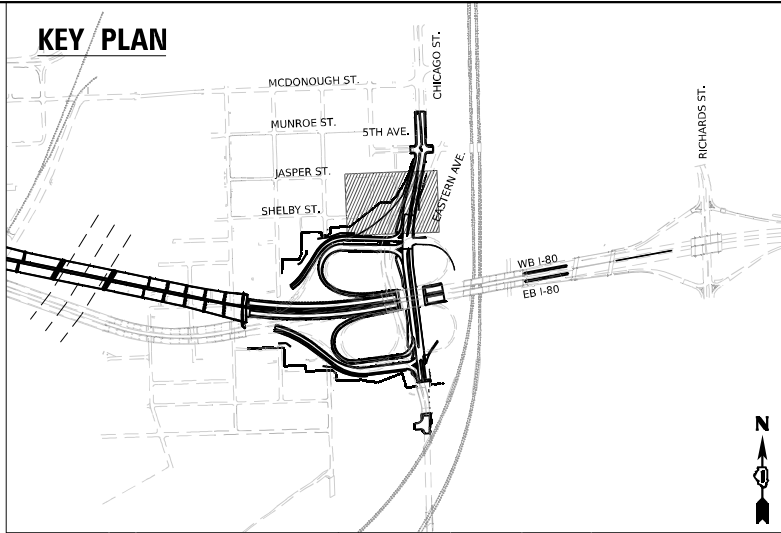 KEY PLAN
CHICAGO ST.
MCDONOUGH ST.
MUNROE ST.
5TH AVE.
RICHARDS ST.
JASPER ST.
EASTERN AVE.
SHELBY ST.
WB I-80
EB I-80
N